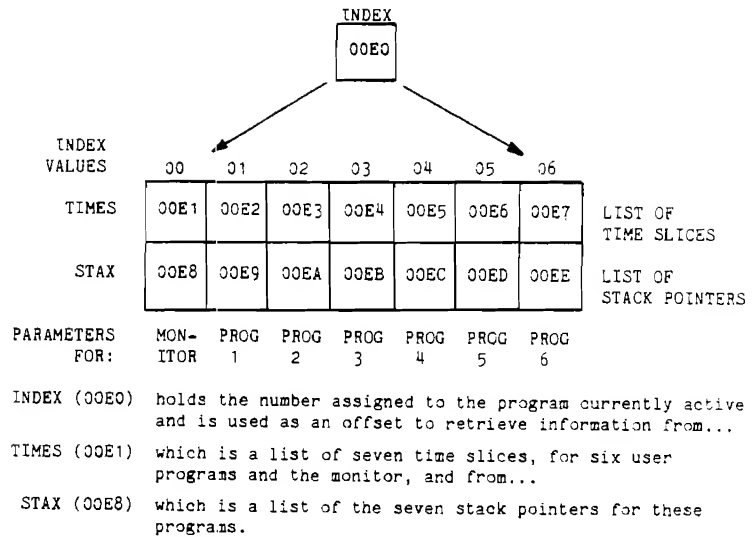 INDEX
00E0
INDEX
VALUES 00 01 02 03 04 05 06
TIMES 00E1 00E2 00E3 00E4 00E5 00E6 00E7 LIST OF
TIME SLICES
STAX 00E8 00E9 00EA 00EB 00EC 00ED 00EE LIST OF
STACK POINTERS
PARAMETERS MON- PROG PROG PROG PROG PROG PROG
FOR: ITOR 1 2 3 4 5 6
INDEX (00E0) holds the number assigned to the program currently active
and is used as an offset to retrieve information from...
TIMES (00E1) which is a list of seven time slices, for six user
programs and the monitor, and from...
STAX (00E8) which is a list of the seven stack pointers for these
programs.